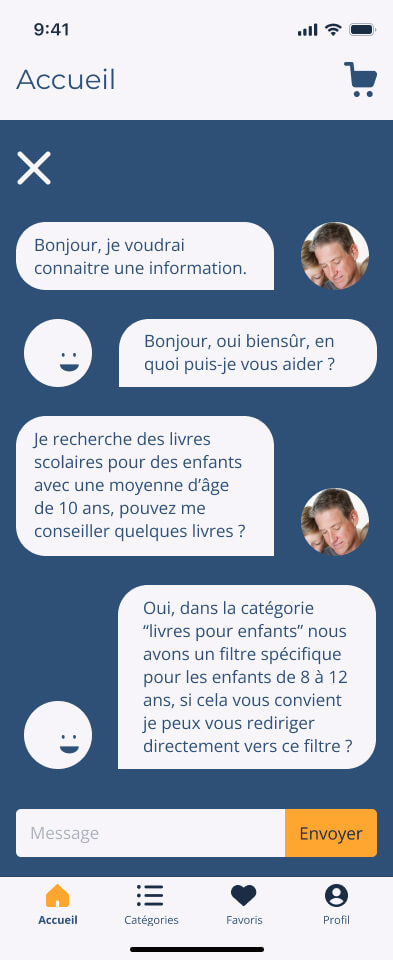 9:41
Accueil
Bonjour, je voudrai
connaitre une information.
Bonjour, oui biensûr, en
quoi puis-je vous aider ?
Je recherche des livres
scolaires pour des enfants
avec une moyenne d’âge
de 10 ans, pouvez me
conseiller quelques livres ?
Oui, dans la catégorie
“livres pour enfants” nous
avons un filtre spécifique
pour les enfants de 8 à 12
ans, si cela vous convient
je peux vous rediriger
directement vers ce filtre ?
Message
Envoyer
Accueil
Catégories
Favoris
Profil